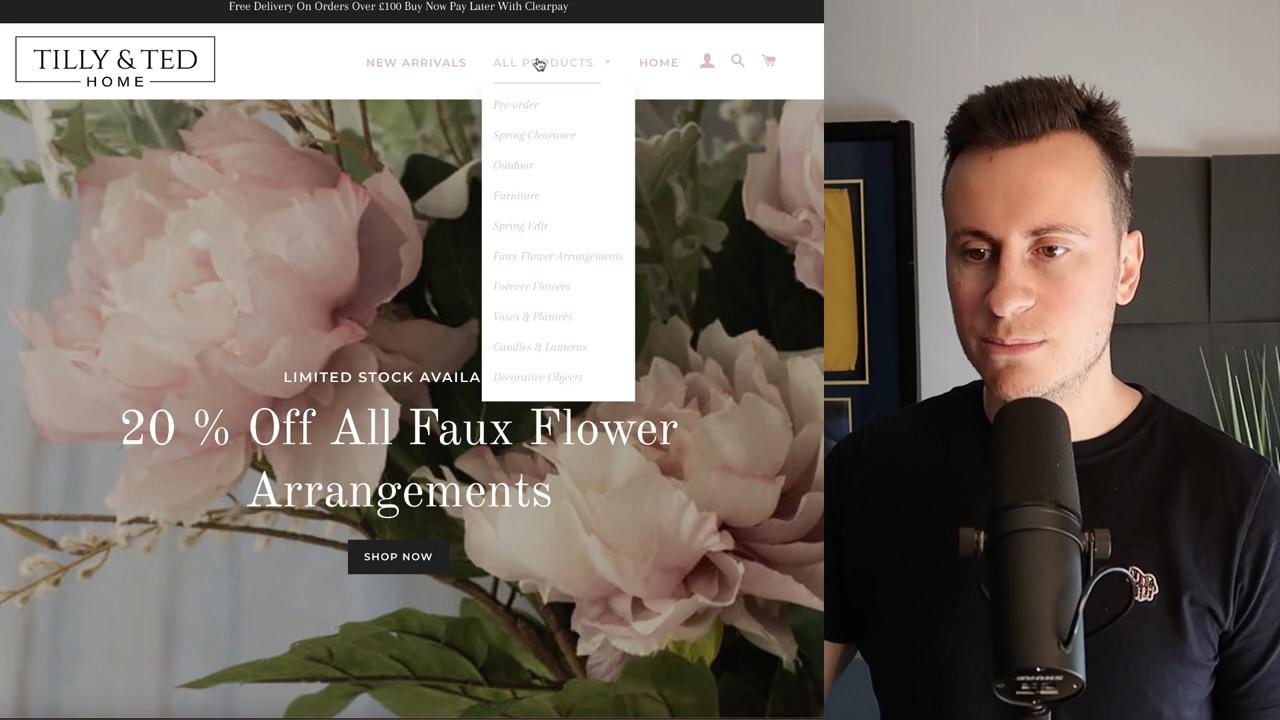 Free Delivery On Orders Over £100 Buy Now Pay Later With Clearpay
TILLY & TED
HOME
NEW ARRIVALS
ALL PRODUCTS
HOME
Pre-order
Spring Clearance
Outdoor
Furniture
Spring Edit
Faux Flower Arrangements
Forever Flowers
Vases & Planters
Candles & Lanterns
Decorative Objects
LIMITED STOCK AVAILA
20 % Off All Faux Flower
Arrangements
SHOP NOW